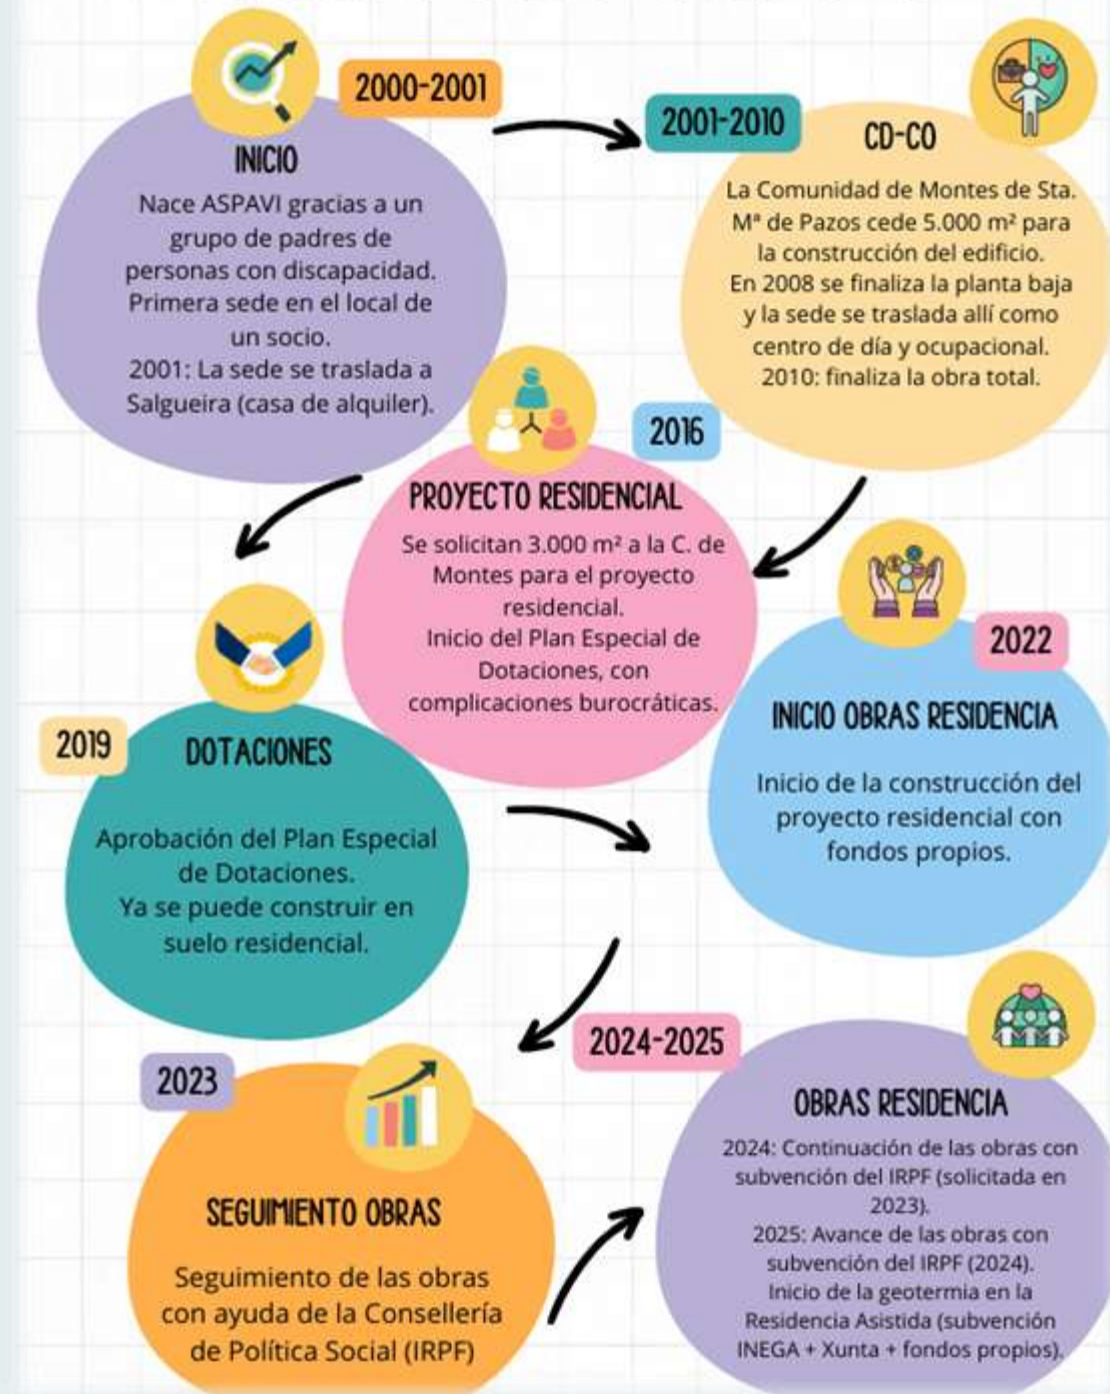 2000-2001
INICIO
Nace ASPAVI gracias a un
grupo de padres de
personas con discapacidad.
Primera sede en el local de
un socio.
2001: La sede se traslada a
Salgueira (casa de alquiler).
2001-2010
CD-CO
La Comunidad de Montes de Sta.
Mª de Pazos cede 5.000 m² para
la construcción del edificio.
En 2008 se finaliza la planta baja
y la sede se traslada allí como
centro de día y ocupacional.
2010: finaliza la obra total.
2016
PROYECTO RESIDENCIAL
Se solicitan 3.000 m² a la C. de
Montes para el proyecto
residencial.
Inicio del Plan Especial de
Dotaciones, con
complicaciones burocráticas.
2019
DOTACIONES
Aprobación del Plan Especial
de Dotaciones.
Ya se puede construir en
suelo residencial.
2022
INICIO OBRAS RESIDENCIA
Inicio de la construcción del
proyecto residencial con
fondos propios.
2023
SEGUIMIENTO OBRAS
Seguimiento de las obras
con ayuda de la Consellería
de Política Social (IRPF)
2024-2025
OBRAS RESIDENCIA
2024: Continuación de las obras con
subvención del IRPF (solicitada en
2023).
2025: Avance de las obras con
subvención del IRPF (2024).
Inicio de la geotermia en la
Residencia Asistida (subvención
INEGA + Xunta + fondos propios).